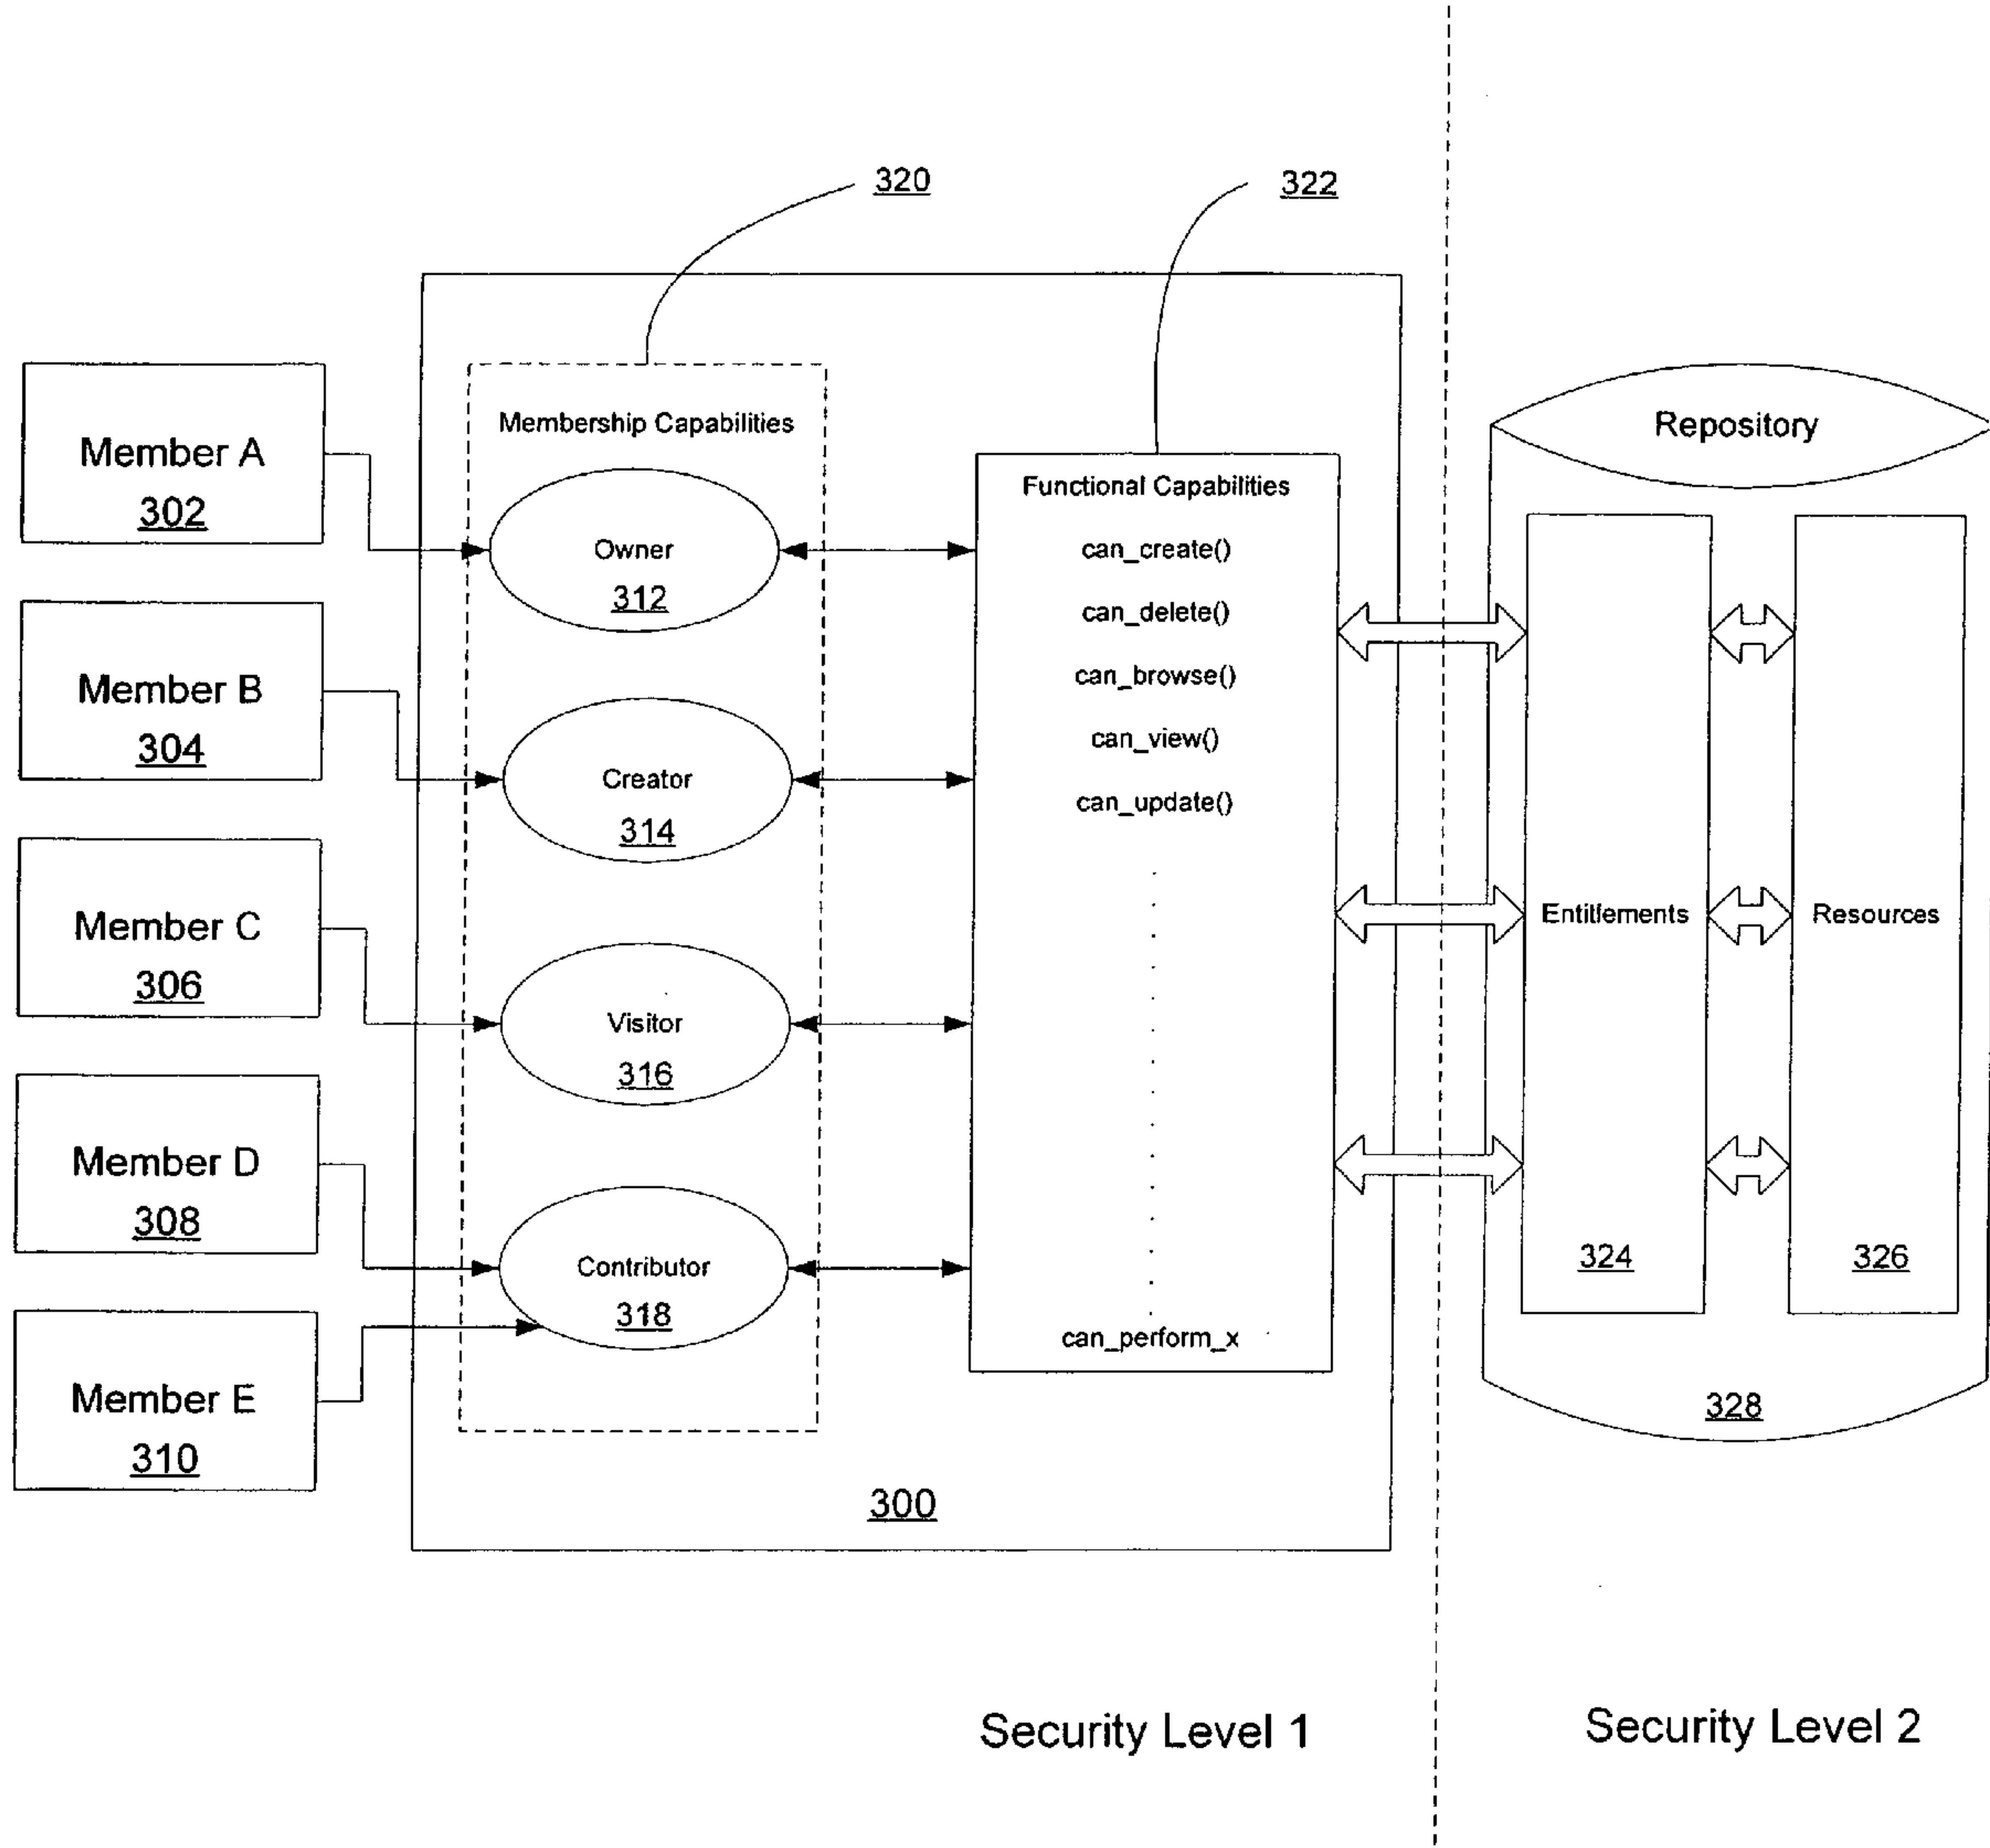 320
322
Member A
302
Member B
304
Member C
306
Member D
308
Member E
310
Membership Capabilities
Owner
312
Creator
314
Visitor
316
Contributor
318
Functional Capabilities
can_create()
can_delete()
can_browse()
can_view()
can_update()
can_perform_x
300
Repository
Entitlements
324
Resources
326
328
Security Level 1
Security Level 2